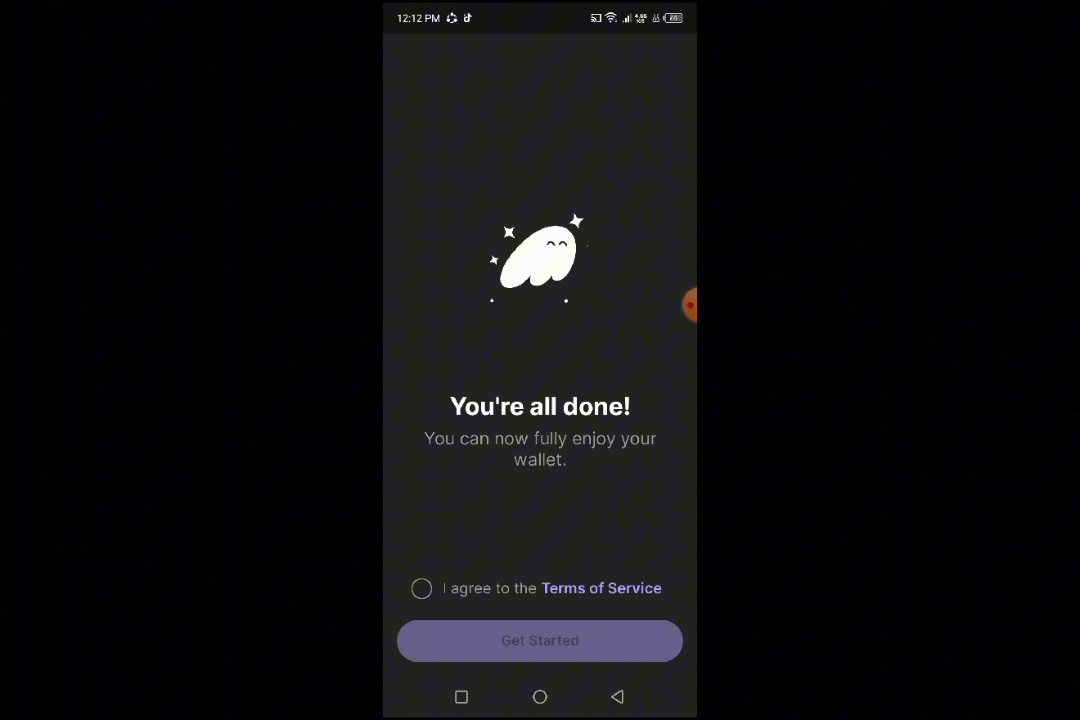 12:12 PM
You're all done!
You can now fully enjoy your
wallet.
I agree to the Terms of Service
Get Started